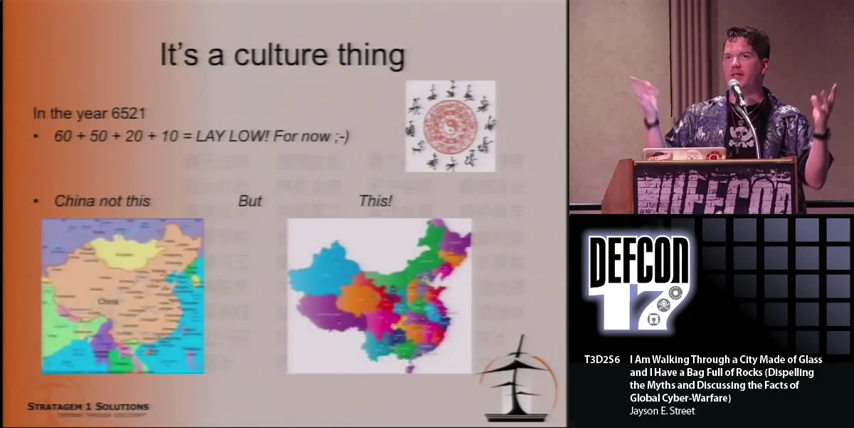 It's a culture thing
In the year 6521
• 60 + 50 + 20 + 10 = LAY LOW! For now ;-)
• China not this But This!
China
STRATAGEM 1 SOLUTIONS
DEFCON
DEFCON
17
T3D2S6 I Am Walking Through a City Made of Glass
and I Have a Bag Full of Rocks (Dispelling
the Myths and Discussing the Facts of
Global Cyber-Warfare)
Jayson E. Street